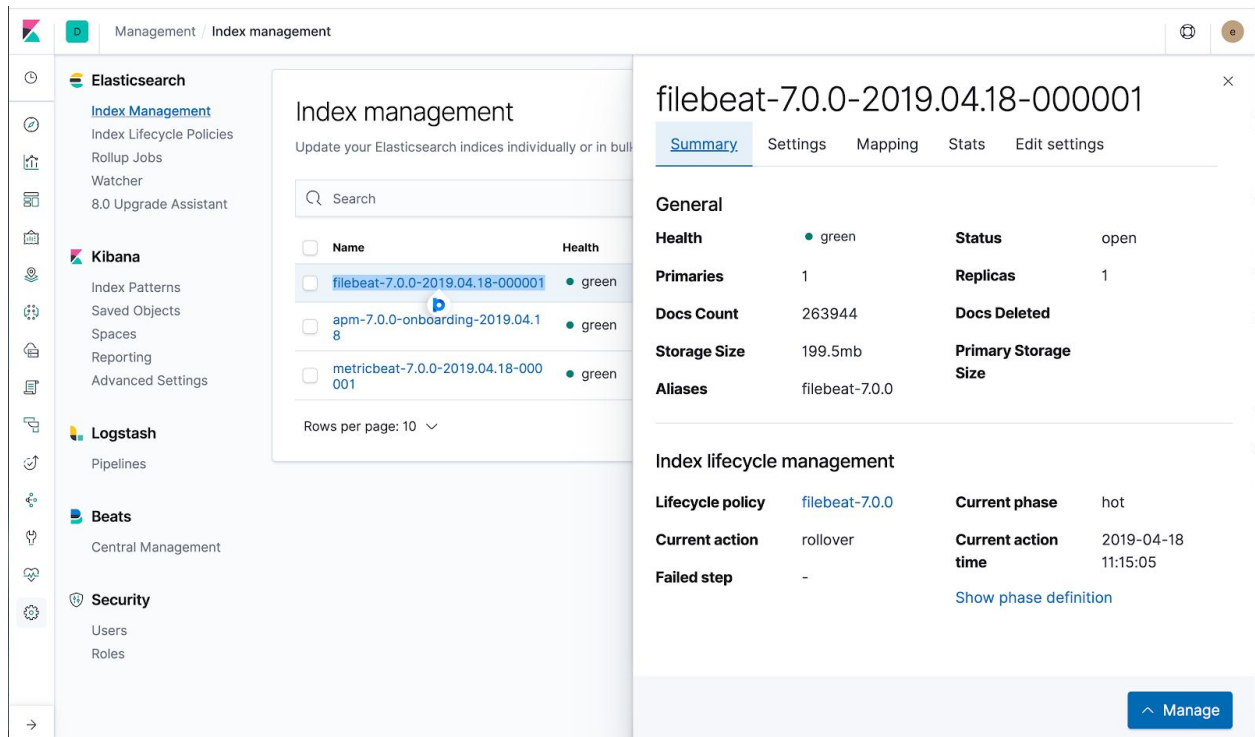 D
Management / Index management
e
Elasticsearch
Index Management
Index Lifecycle Policies
Rollup Jobs
Watcher
8.0 Upgrade Assistant
Kibana
Index Patterns
Saved Objects
Spaces
Reporting
Advanced Settings
Logstash
Pipelines
Beats
Central Management
Security
Users
Roles
Index management
Update your Elasticsearch indices individually or in bulk
Search
Name Health
filebeat-7.0.0-2019.04.18-000001 green
apm-7.0.0-onboarding-2019.04.1
8
green
metricbeat-7.0.0-2019.04.18-000
001
green
Rows per page: 10
filebeat-7.0.0-2019.04.18-000001
Summary Settings Mapping Stats Edit settings
General
Health green Status open
Primaries 1 Replicas 1
Docs Count 263944 Docs Deleted
Storage Size 199.5mb Primary Storage
Size
Aliases filebeat-7.0.0
Index lifecycle management
Lifecycle policy filebeat-7.0.0 Current phase hot
Current action rollover Current action 2019-04-18
time 11:15:05
Failed step -
Show phase definition
Manage